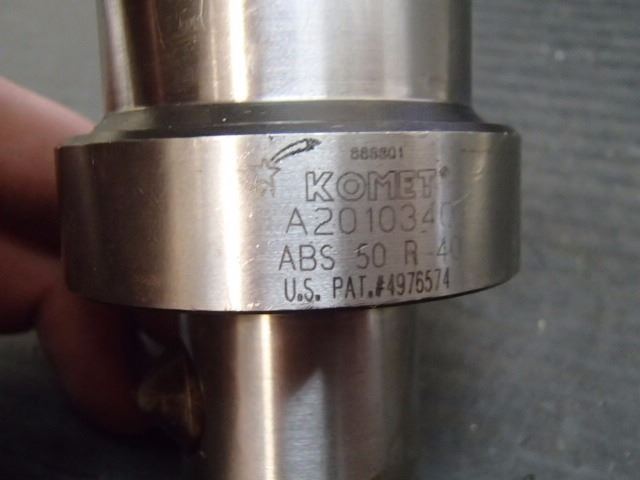 888801
KOMET®
A2010340
ABS 50 R 40
U.S. PAT.#4976574